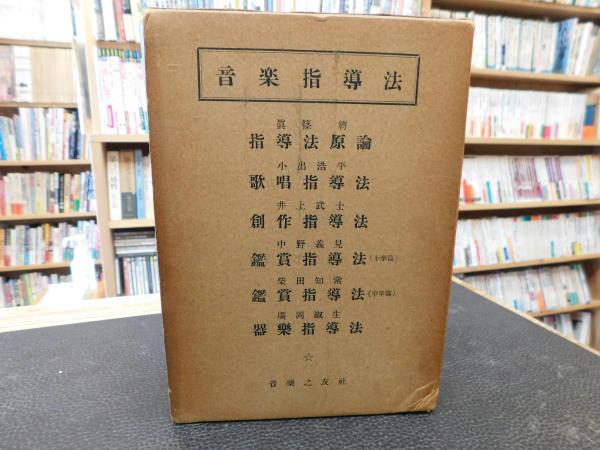 音楽指導法
眞篠將
指導法原論
小出浩平
歌唱指導法
井上武士
創作指導法
中野義見
鑑賞指導法(小学篇)
柴田知常
鑑賞指導法(中学篇)
廣岡淑生
器樂指導法
☆
音樂之友社